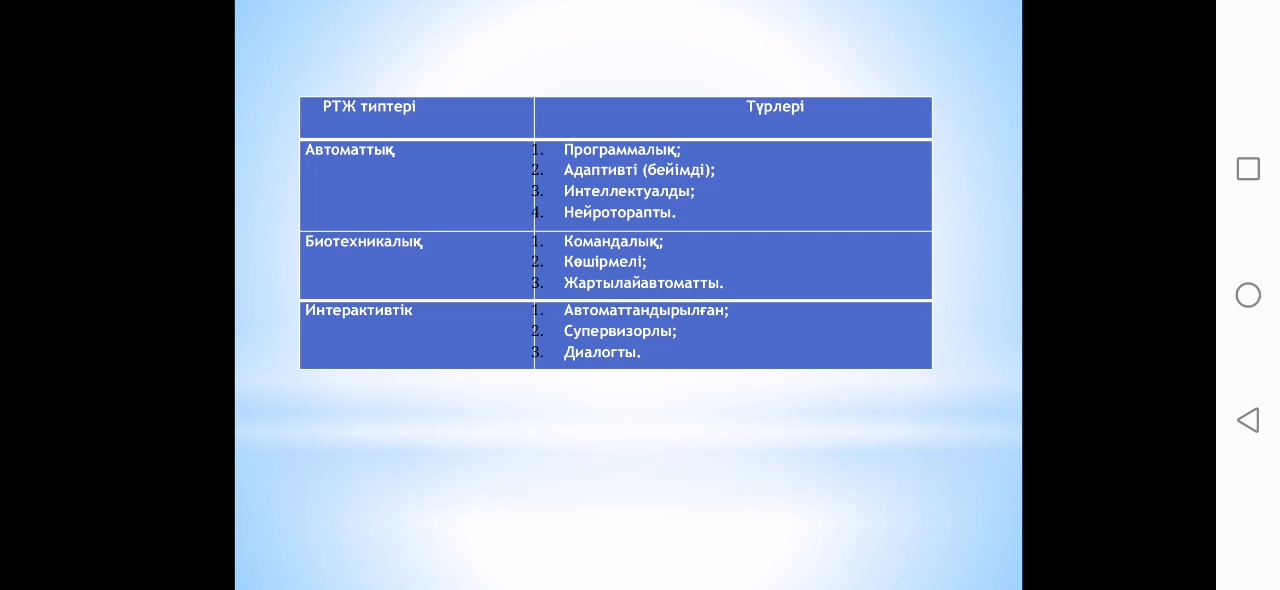 РТЖ типтері Түрлері
Автоматтық
1. Программалық;
2. Адаптивті (бейімді);
3. Интеллектуалды;
4. Нейроторапты.
Биотехникалық
1. Командалық;
2. Көшірмелі;
3. Жартылайавтоматты.
Интерактивтік
1. Автоматтандырылған;
2. Супервизорлы;
3. Диалогты.